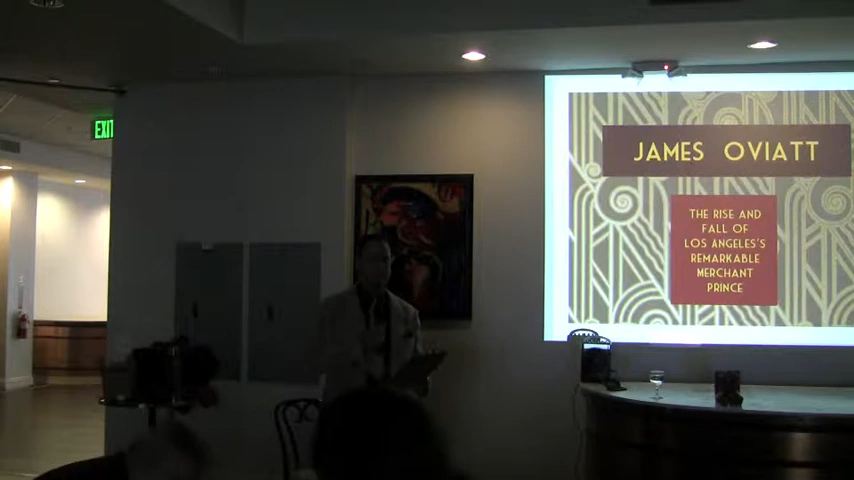 EXIT
JAMES OVIATT
THE RISE AND
FALL OF
LOS ANGELES'S
REMARKABLE
MERCHANT
PRINCE